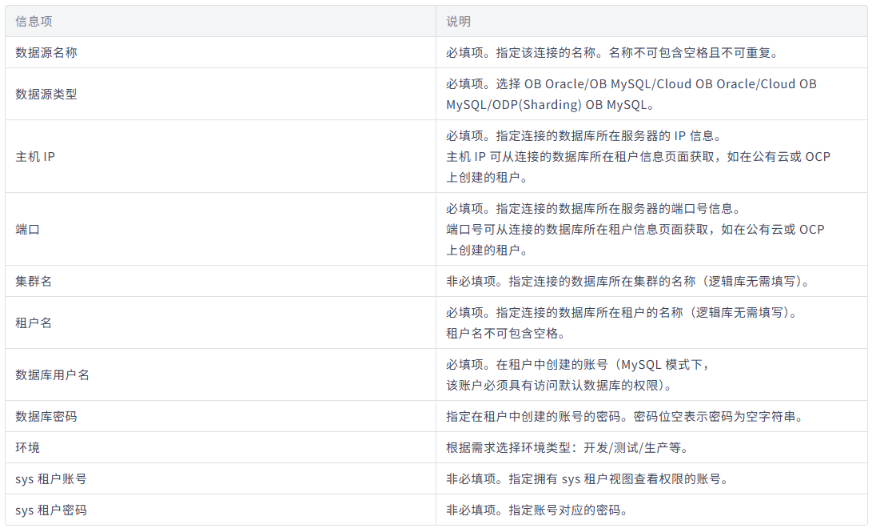 信息项
说明
数据源名称
必填项。指定该连接的名称。名称不可包含空格且不可重复。
数据源类型
必填项。选择 OB Oracle/OB MySQL/Cloud OB Oracle/Cloud OB
MySQL/ODP(Sharding) OB MySQL。
主机 IP
必填项。指定连接的数据库所在服务器的 IP 信息。
主机 IP 可从连接的数据库所在租户信息页面获取，如在公有云或 OCP
上创建的租户。
端口
必填项。指定连接的数据库所在服务器的端口号信息。
端口号可从连接的数据库所在租户信息页面获取，如在公有云或 OCP
上创建的租户。
集群名
非必填项。指定连接的数据库所在集群的名称（逻辑库无需填写）。
租户名
必填项。指定连接的数据库所在租户的名称（逻辑库无需填写）。
租户名不可包含空格。
数据库用户名
必填项。在租户中创建的账号（MySQL 模式下，
该账户必须具有访问默认数据库的权限）。
数据库密码
指定在租户中创建的账号的密码。密码位空表示密码为空字符串。
环境
根据需求选择环境类型：开发/测试/生产等。
sys 租户账号
非必填项。指定拥有 sys 租户视图查看权限的账号。
sys 租户密码
非必填项。指定账号对应的密码。